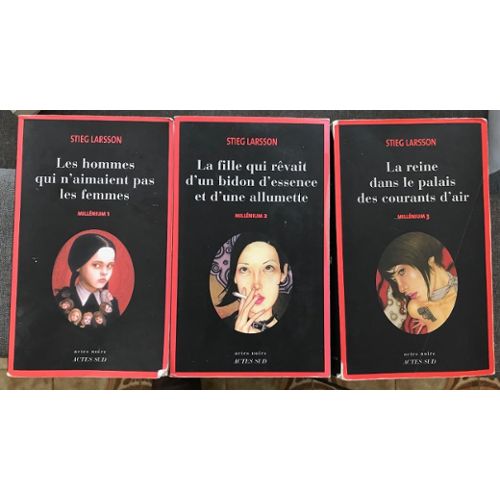 STIEG LARSSON
Les hommes
qui n'aimaient pas
les femmes
MILLÉNIUM 1
actes noirs
ACTES SUD
STIEG LARSSON
La fille qui rêvait
d'un bidon d'essence
et d'une allumette
MILLÉNIUM 2
actes noirs
ACTES SUD
STIEG LARSSON
La reine
dans le palais
des courants d'air
MILLÉNIUM 3
actes noirs
ACTES SUD